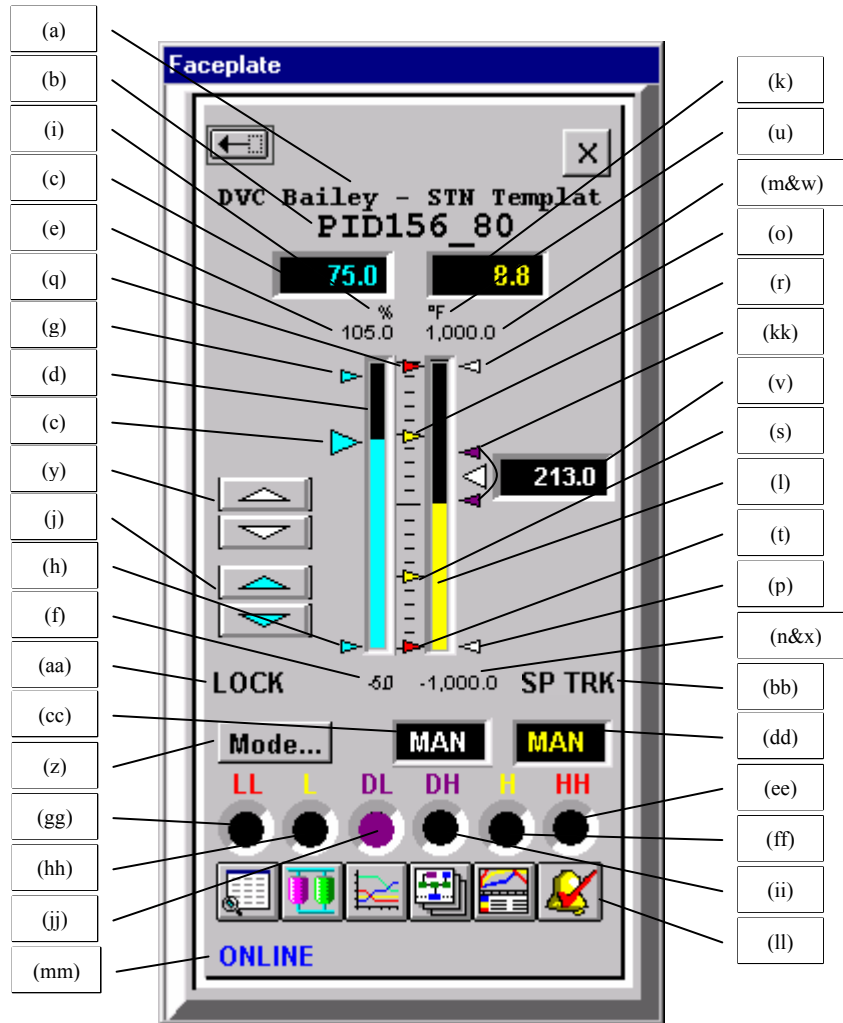 (a)
(b)
(i)
(c)
(e)
(q)
(g)
(d)
(c)
(y)
(j)
(h)
(f)
(aa)
(cc)
(z)
(gg)
(hh)
(jj)
(mm)
Faceplate
X
DVC Bailey - STN Templat
PID156_80
75.0 8.8
% °F
105.0 1,000.0
213.0
LOCK -5.0 -1,000.0 SP TRK
Mode... MAN MAN
LL L DL DH H HH
ONLINE
(k)
(u)
(m&w)
(o)
(r)
(kk)
(v)
(s)
(l)
(t)
(p)
(n&x)
(bb)
(dd)
(ee)
(ff)
(ii)
(ll)